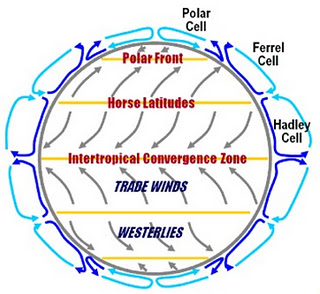 Polar
Cell
Ferrel
Cell
Polar Front
Horse Latitudes
Hadley
Cell
Intertropical Convergence Zone
TRADE WINDS
WESTERLIES